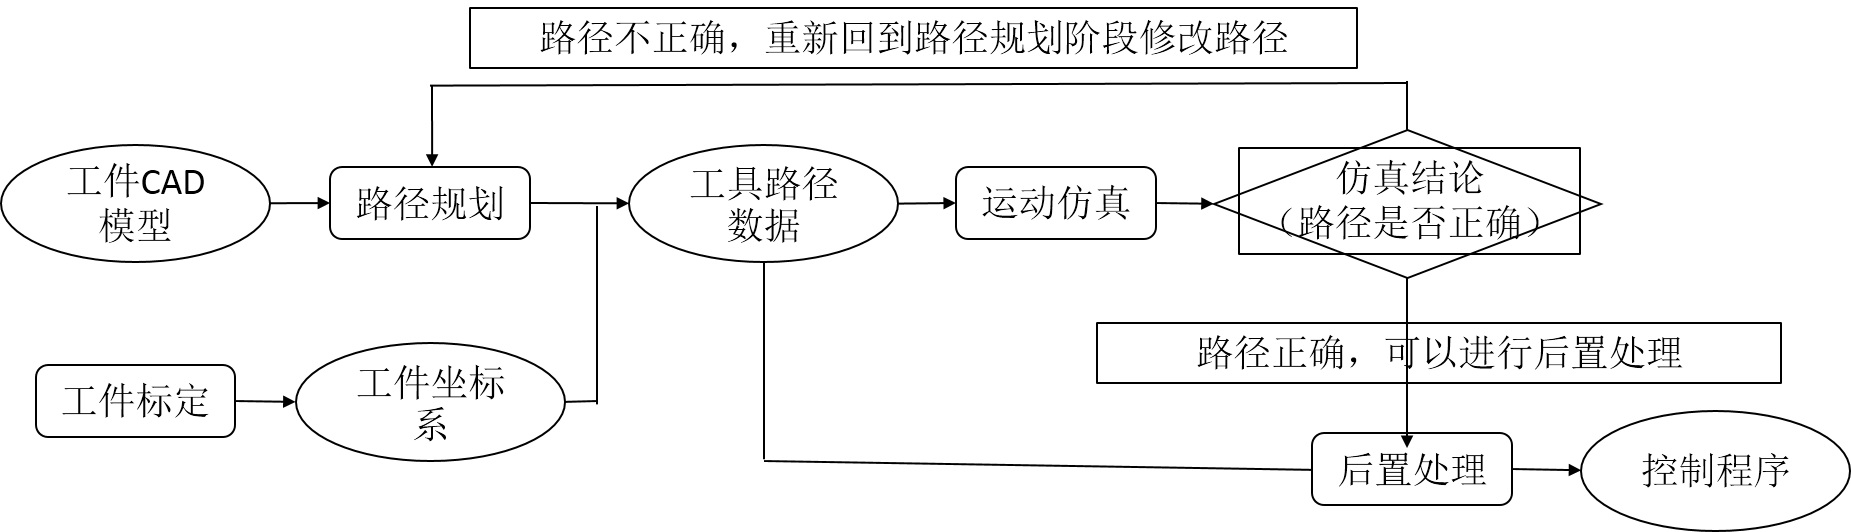 路径不正确，重新回到路径规划阶段修改路径
工件CAD
模型
路径规划
工具路径
数据
运动仿真
仿真结论
（路径是否正确）
路径正确，可以进行后置处理
工件标定
工件坐标
系
后置处理
控制程序